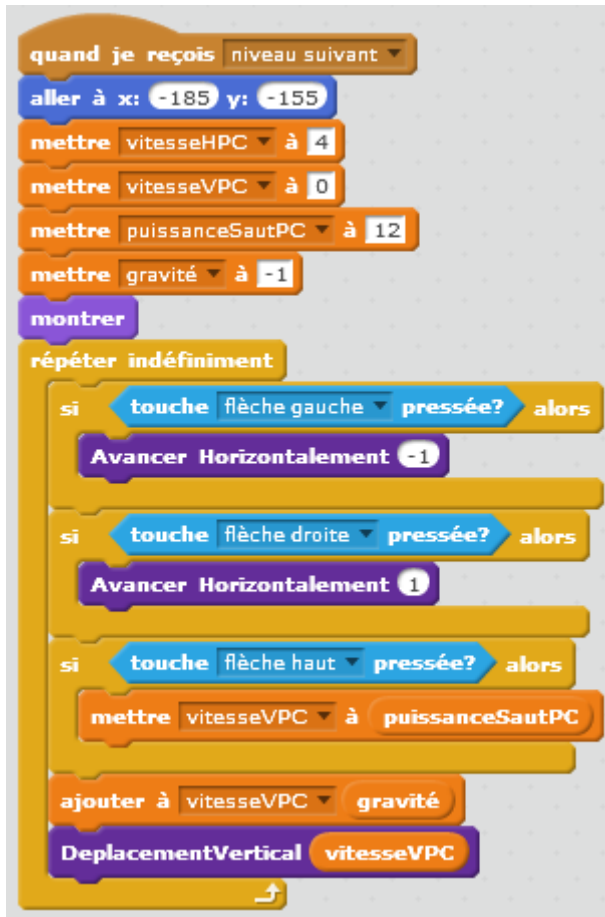 quand je reçois niveau suivant
aller à x: -185 y: -155
mettre vitesseHPC à 4
mettre vitesseVPC à 0
mettre puissanceSautPC à 12
mettre gravité à -1
montrer
répéter indéfiniment
si touche flèche gauche pressée? alors
Avancer Horizontalement -1
si touche flèche droite pressée? alors
Avancer Horizontalement 1
si touche flèche haut pressée? alors
mettre vitesseVPC à puissanceSautPC
ajouter à vitesseVPC gravité
DeplacementVertical vitesseVPC